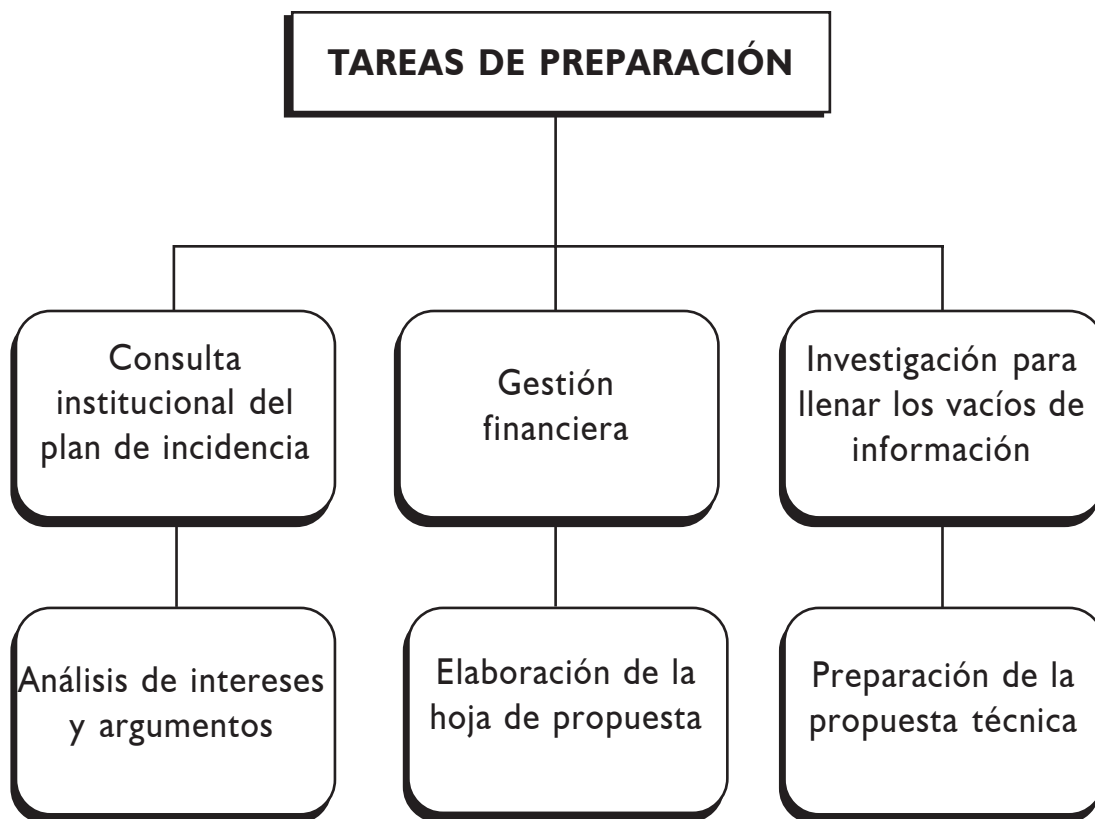 TAREAS DE PREPARACIÓN
Consulta
institucional del
plan de incidencia
Gestión
financiera
Investigación para
llenar los vacíos de
información
Análisis de intereses
y argumentos
Elaboración de la
hoja de propuesta
Preparación de la
propuesta técnica